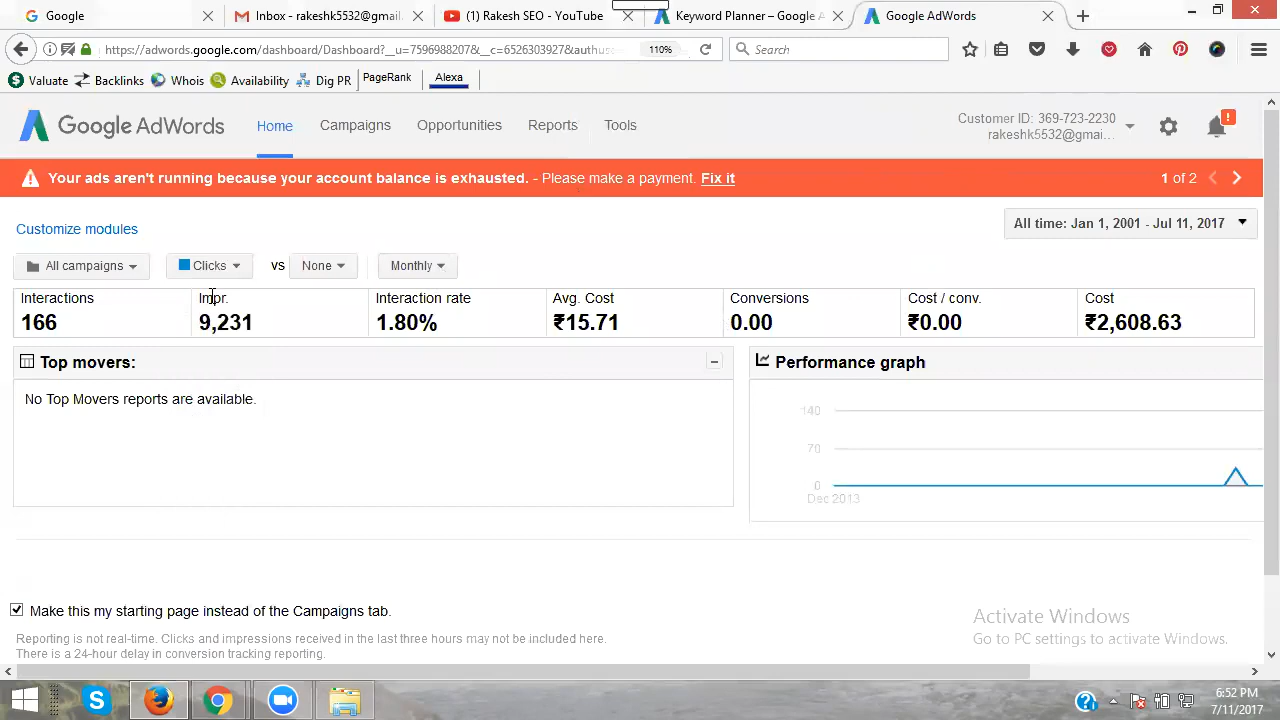 Google
Inbox - rakeshk5532@gmai
(1) Rakesh SEO - YouTube
Keyword Planner – Google A
Google AdWords
https://adwords.google.com/dashboard/Dashboard?__u=7596988207&__c=6526303927&authuse
110%
Search
Valuate
Backlinks
Whois
Availability
Dig PR
PageRank
Alexa
Google AdWords
Home
Campaigns
Opportunities
Reports
Tools
Customer ID: 369-723-2230
rakeshk5532@gmai...
!
Your ads aren't running because your account balance is exhausted. - Please make a payment. Fix it
1 of 2
Customize modules
All time: Jan 1, 2001 - Jul 11, 2017
All campaigns
Clicks
vs
None
Monthly
Interactions
166
Impr.
9,231
Interaction rate
1.80%
Avg. Cost
₹15.71
Conversions
0.00
Cost / conv.
₹0.00
Cost
₹2,608.63
Top movers:
No Top Movers reports are available.
Performance graph
140
70
0
Dec 2013
Make this my starting page instead of the Campaigns tab.
Reporting is not real-time. Clicks and impressions received in the last three hours may not be included here.
There is a 24-hour delay in conversion tracking reporting.
Activate Windows
Go to PC settings to activate Windows.
6:52 PM
7/11/2017